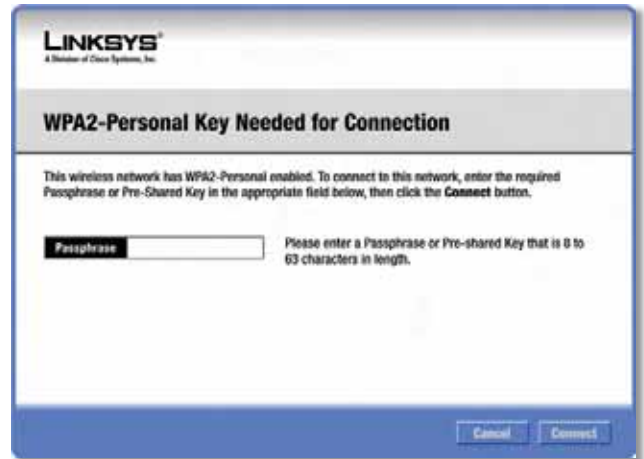 LINKSYS®
A Division of Cisco Systems, Inc.
WPA2-Personal Key Needed for Connection
This wireless network has WPA2-Personal enabled. To connect to this network, enter the required
Passphrase or Pre-Shared Key in the appropriate field below, then click the Connect button.
Passphrase
Please enter a Passphrase or Pre-shared Key that is 8 to
63 characters in length.
Cancel Connect